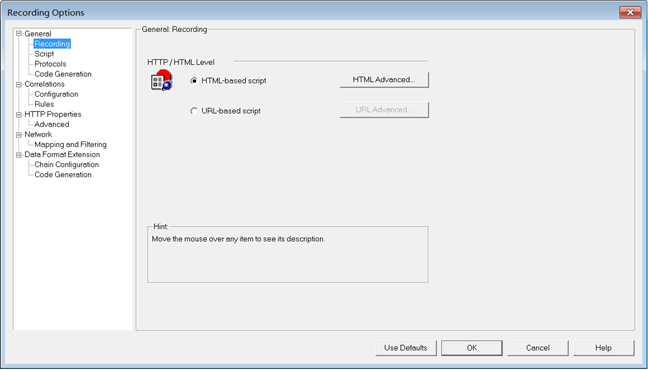 Recording Options
General
Recording
Script
Protocols
Code Generation
Correlations
Configuration
Rules
HTTP Properties
Advanced
Network
Mapping and Filtering
Data Format Extension
Chain Configuration
Code Generation
General: Recording
HTTP / HTML Level
HTML-based script
HTML Advanced...
URL-based script
URL Advanced...
Hint:
Move the mouse over any item to see its description.
Use Defaults
OK
Cancel
Help